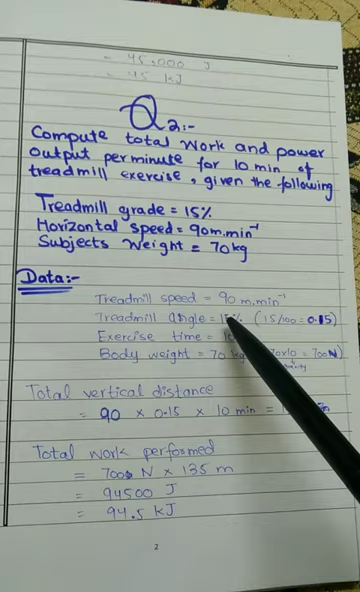 = 45,000 J
= 45 kJ
Q2:-
Compute total work and power
output per minute for 10 min of
treadmill exercise, given the following
Treadmill grade = 15%
Horizontal speed = 90m.min⁻¹
Subjects Weight = 70kg
Data:-
Treadmill speed = 90 m.min⁻¹
Treadmill angle = 15% (15/100 = 0.15)
Exercise time = 10
Body weight = 70 kg 70x10 = 700N)
Total vertical distance
= 90 x 0.15 x 10 min =
Total work performed
= 700 N x 135 m
= 94500 J
= 94.5 kJ
2